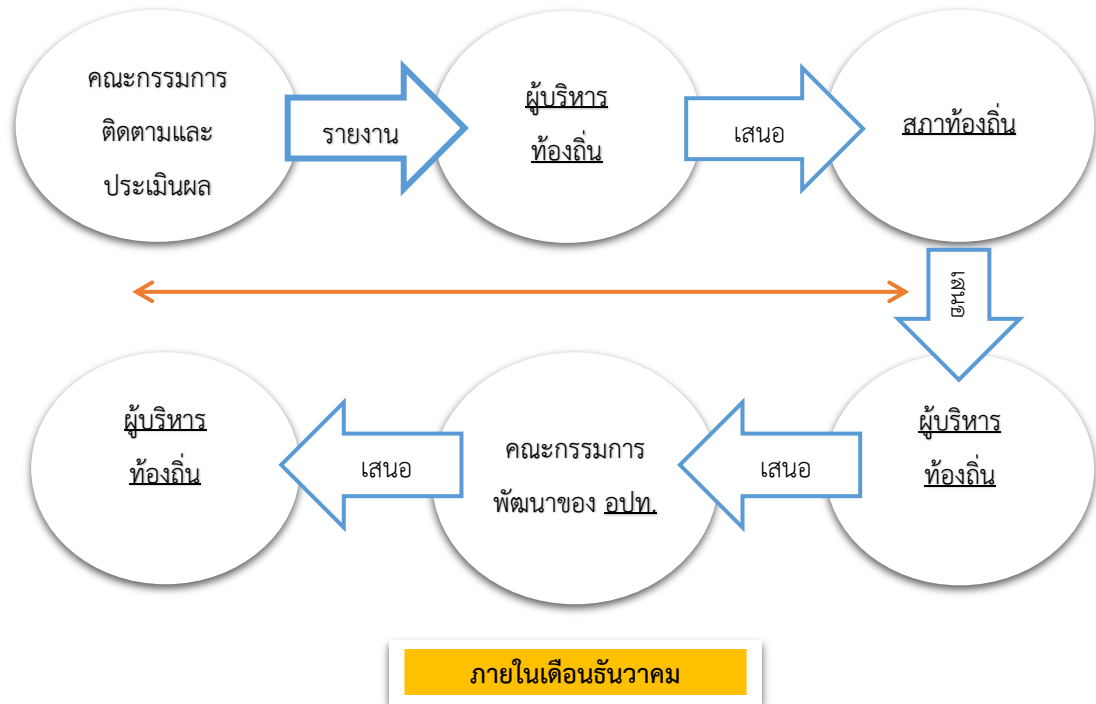 คณะกรรมการ
ติดตามและ
ประเมินผล
รายงาน
ผู้บริหาร
ท้องถิ่น
เสนอ
สภาท้องถิ่น
เสนอ
ผู้บริหาร
ท้องถิ่น
เสนอ
คณะกรรมการ
พัฒนาของ อปท.
เสนอ
ผู้บริหาร
ท้องถิ่น
ภายในเดือนธันวาคม